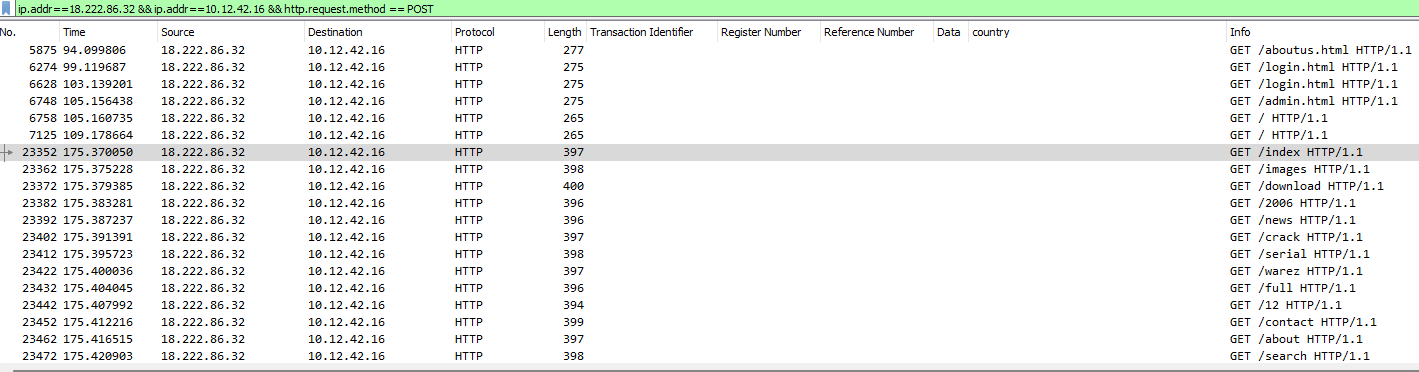 ip.addr==18.222.86.32 && ip.addr==10.12.42.16 && http.request.method == POST
No. Time Source Destination Protocol Length Transaction Identifier Register Number Reference Number Data country Info
5875 94.099806 18.222.86.32 10.12.42.16 HTTP 277 GET /aboutus.html HTTP/1.1
6274 99.119687 18.222.86.32 10.12.42.16 HTTP 275 GET /login.html HTTP/1.1
6628 103.139201 18.222.86.32 10.12.42.16 HTTP 275 GET /login.html HTTP/1.1
6748 105.156438 18.222.86.32 10.12.42.16 HTTP 275 GET /admin.html HTTP/1.1
6758 105.160735 18.222.86.32 10.12.42.16 HTTP 265 GET / HTTP/1.1
7125 109.178664 18.222.86.32 10.12.42.16 HTTP 265 GET / HTTP/1.1
23352 175.370050 18.222.86.32 10.12.42.16 HTTP 397 GET /index HTTP/1.1
23362 175.375228 18.222.86.32 10.12.42.16 HTTP 398 GET /images HTTP/1.1
23372 175.379385 18.222.86.32 10.12.42.16 HTTP 400 GET /download HTTP/1.1
23382 175.383281 18.222.86.32 10.12.42.16 HTTP 396 GET /2006 HTTP/1.1
23392 175.387237 18.222.86.32 10.12.42.16 HTTP 396 GET /news HTTP/1.1
23402 175.391391 18.222.86.32 10.12.42.16 HTTP 397 GET /crack HTTP/1.1
23412 175.395723 18.222.86.32 10.12.42.16 HTTP 398 GET /serial HTTP/1.1
23422 175.400036 18.222.86.32 10.12.42.16 HTTP 397 GET /warez HTTP/1.1
23432 175.404045 18.222.86.32 10.12.42.16 HTTP 396 GET /full HTTP/1.1
23442 175.407992 18.222.86.32 10.12.42.16 HTTP 394 GET /12 HTTP/1.1
23452 175.412216 18.222.86.32 10.12.42.16 HTTP 399 GET /contact HTTP/1.1
23462 175.416515 18.222.86.32 10.12.42.16 HTTP 397 GET /about HTTP/1.1
23472 175.420903 18.222.86.32 10.12.42.16 HTTP 398 GET /search HTTP/1.1